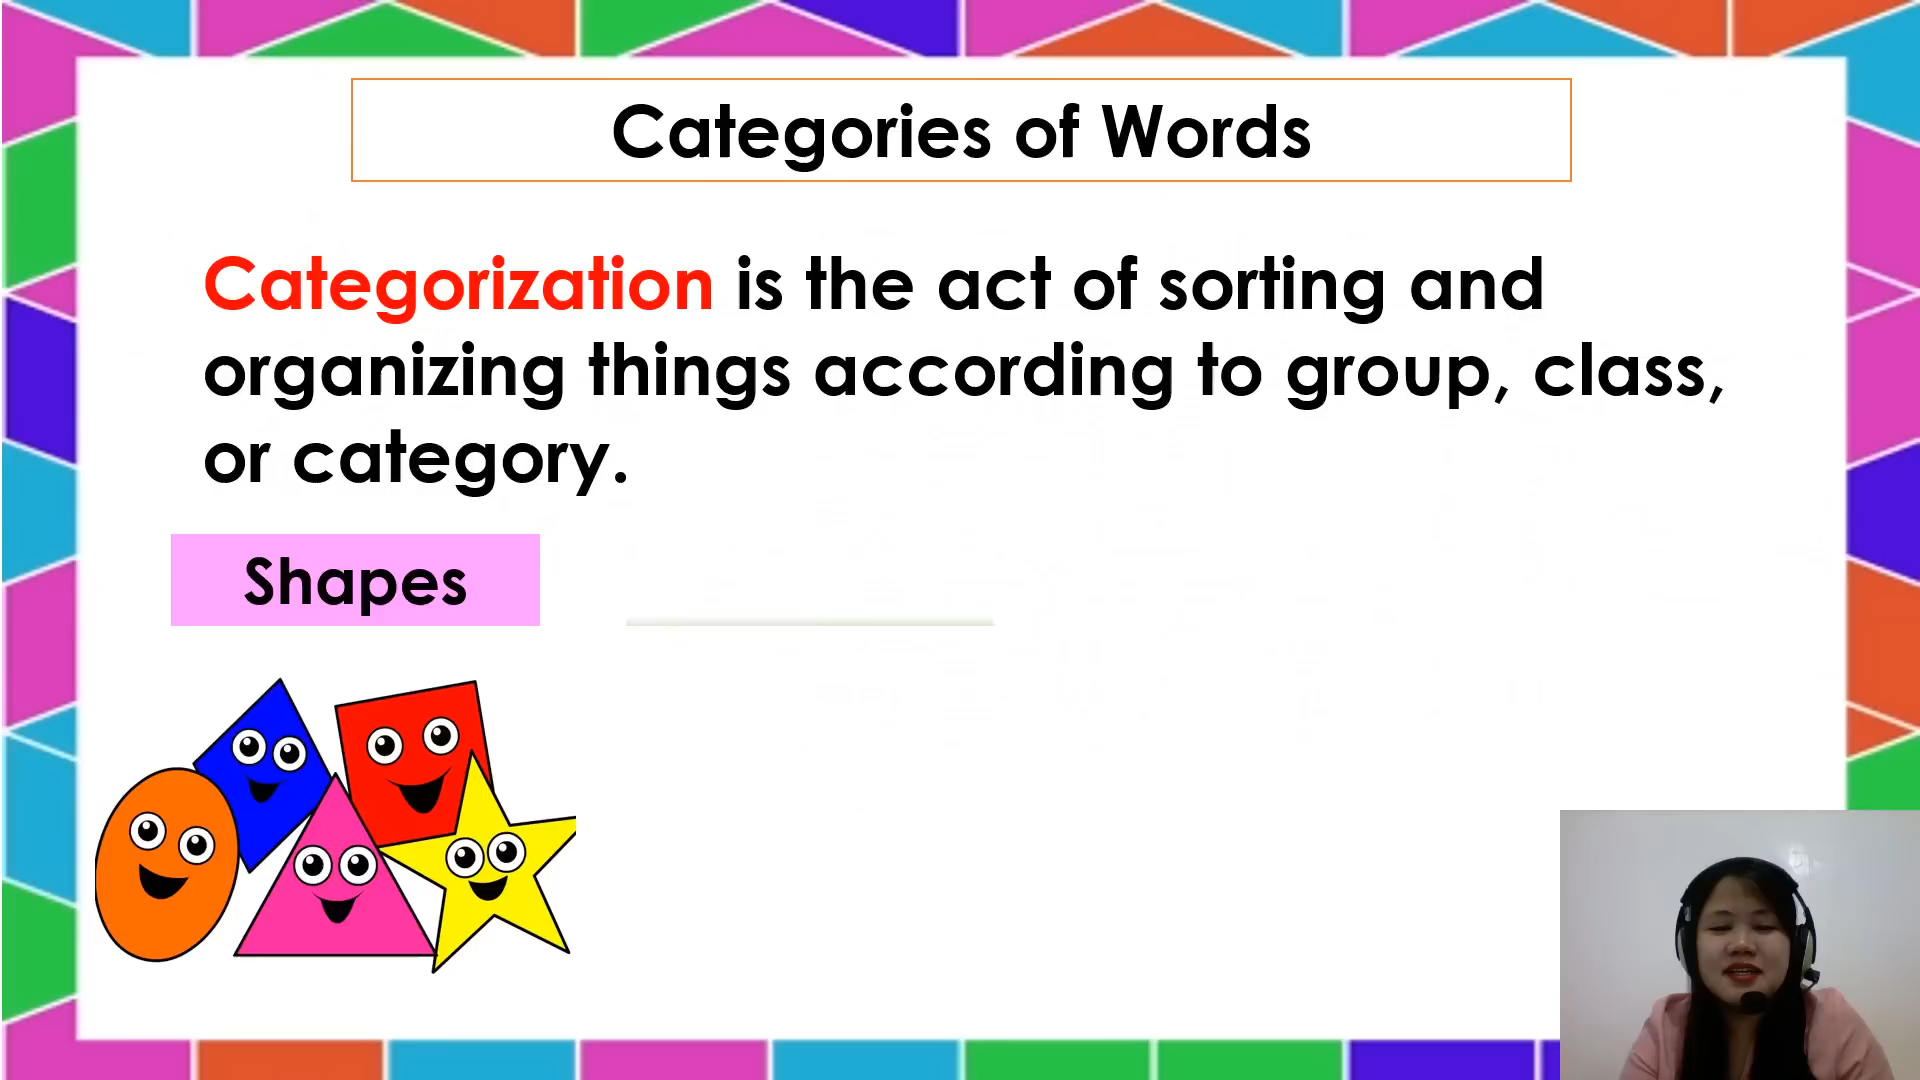 Categories of Words
Categorization is the act of sorting and
organizing things according to group, class,
or category.
Shapes